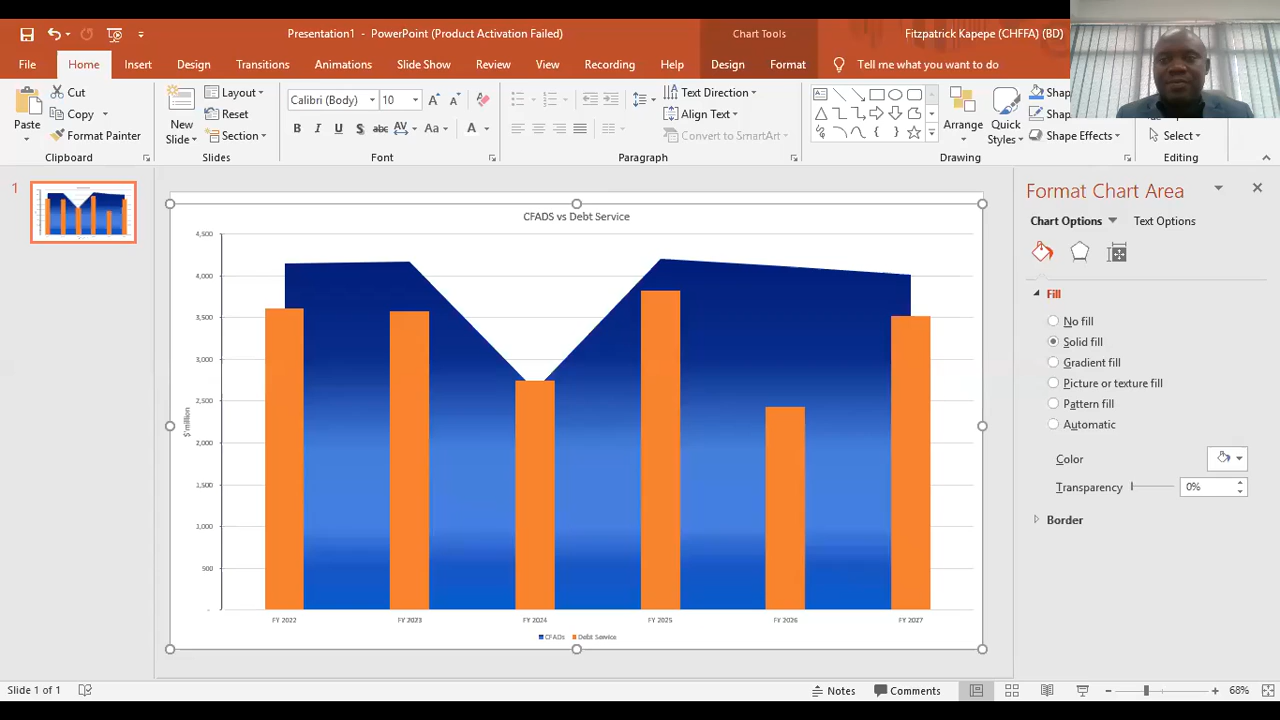 Presentation1 - PowerPoint (Product Activation Failed)
Chart Tools
Fitzpatrick Kapepe (CHFFA) (BD)
File
Home
Insert
Design
Transitions
Animations
Slide Show
Review
View
Recording
Help
Design
Format
Tell me what you want to do
Paste
Cut
Copy
Format Painter
Clipboard
New
Slide
Layout
Reset
Section
Slides
Calibri (Body)
10
B I U S abc AV Aa A
Font
Text Direction
Align Text
Convert to SmartArt
Paragraph
Arrange
Quick
Styles
Shape Effects
Drawing
Select
Editing
1
CFADS vs Debt Service
4,500
4,000
3,500
3,000
2,500
2,000
1,500
1,000
500
-
$'million
FY 2022
FY 2023
FY 2024
FY 2025
FY 2026
FY 2027
CFADs
Debt Service
Format Chart Area
Chart Options
Text Options
Fill
No fill
Solid fill
Gradient fill
Picture or texture fill
Pattern fill
Automatic
Color
Transparency
0%
Border
Slide 1 of 1
Notes
Comments
68%